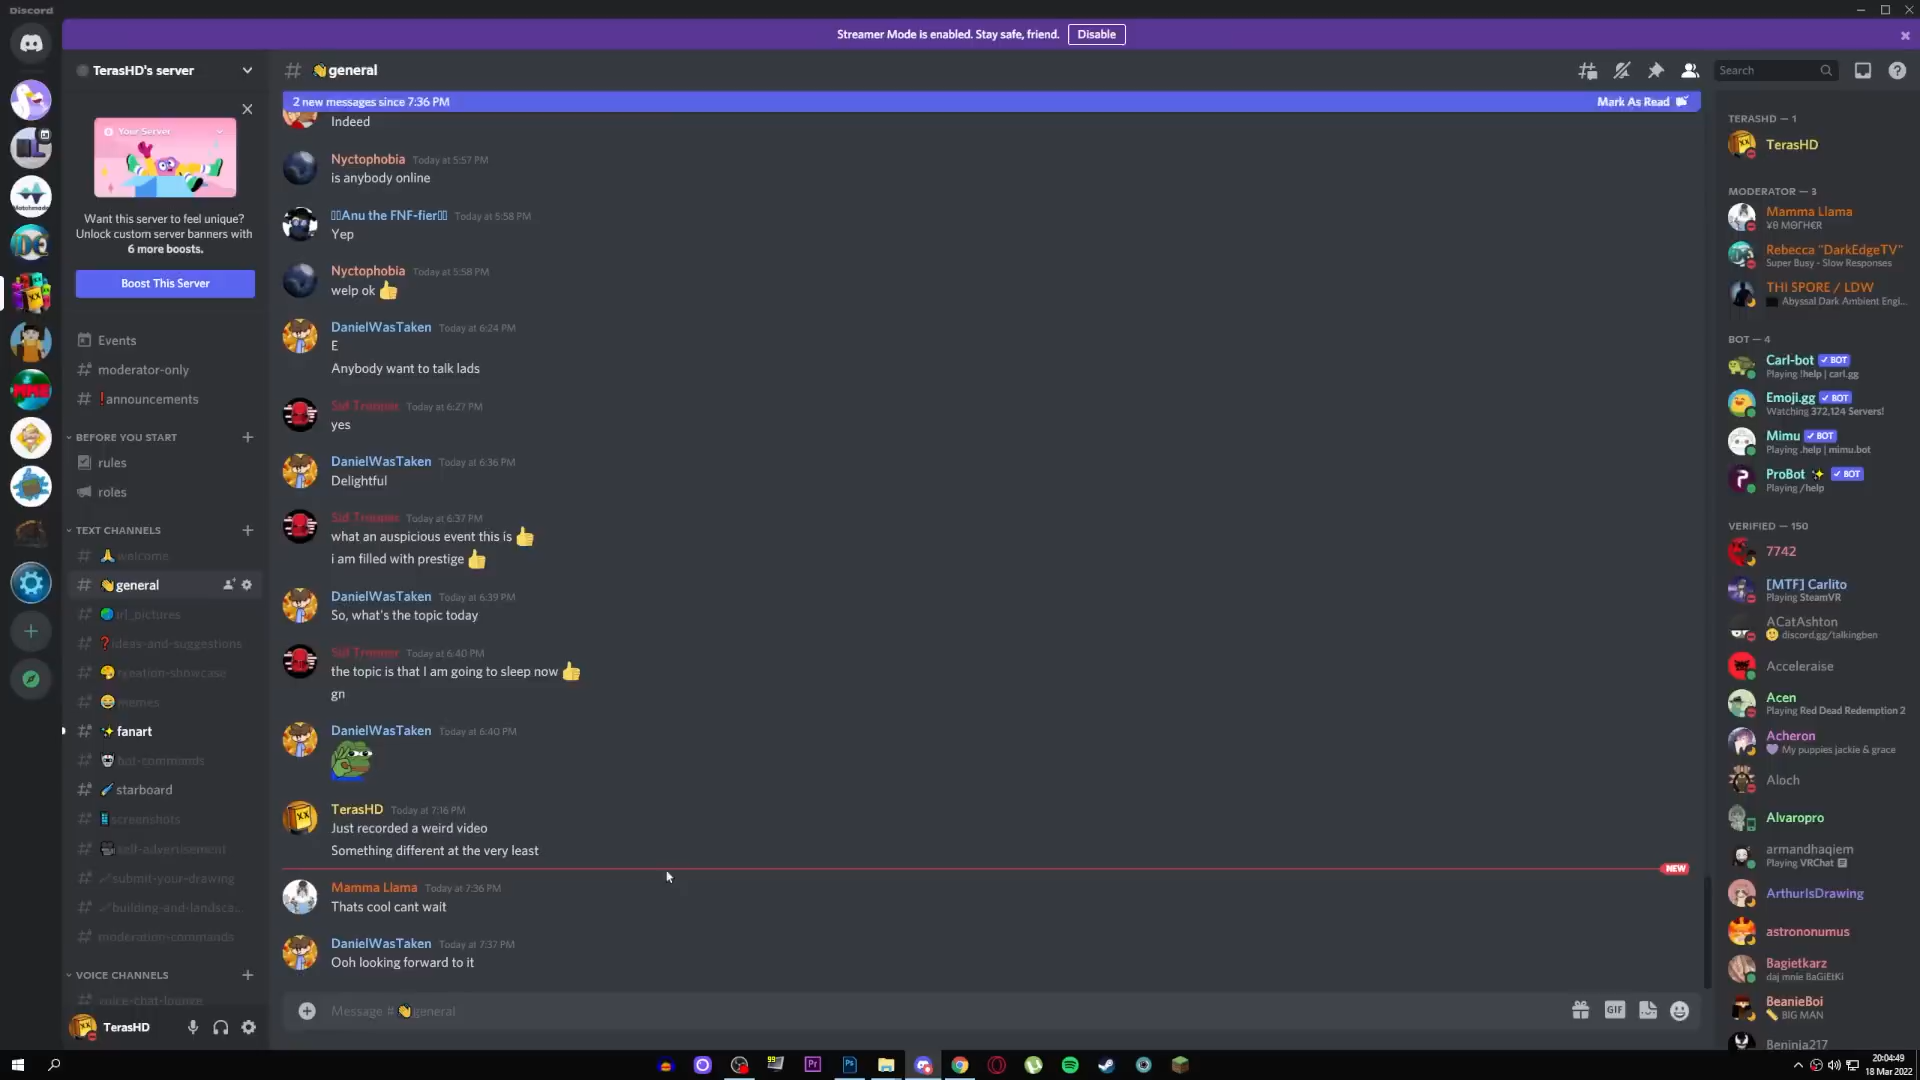 Discord
Streamer Mode is enabled. Stay safe, friend.
Disable
TerasHD's server
Your Server
Want this server to feel unique?
Unlock custom server banners with
6 more boosts.
Boost This Server
Events
moderator-only
❗announcements
BEFORE YOU START
rules
roles
TEXT CHANNELS
🙏welcome
👋general
🌍irl_pictures
❓ideas-and-suggestions
creation-showcase
😂memes
✨fanart
bot-commands
starboard
📱screenshots
self-advertisement
submit-your-drawing
building-and-landsca...
moderation-commands
VOICE CHANNELS
voice-chat-lounge
TerasHD
# 👋general
Search
2 new messages since 7:36 PM
Mark As Read
Indeed
Nyctophobia Today at 5:57 PM
is anybody online
Anu the FNF-fier Today at 5:58 PM
Yep
Nyctophobia Today at 5:58 PM
welp ok 👍
DanielWasTaken Today at 6:24 PM
E
Anybody want to talk lads
Sid Trooper Today at 6:27 PM
yes
DanielWasTaken Today at 6:36 PM
Delightful
Sid Trooper Today at 6:37 PM
what an auspicious event this is 👍
i am filled with prestige 👍
DanielWasTaken Today at 6:39 PM
So, what's the topic today
Sid Trooper Today at 6:40 PM
the topic is that I am going to sleep now 👍
gn
DanielWasTaken Today at 6:40 PM
TerasHD Today at 7:16 PM
Just recorded a weird video
Something different at the very least
NEW
Mamma Llama Today at 7:36 PM
Thats cool cant wait
DanielWasTaken Today at 7:37 PM
Ooh looking forward to it
Message #👋general
GIF
TERASHD — 1
TerasHD
MODERATOR — 3
Mamma Llama
Rebecca "DarkEdgeTV"
Super Busy - Slow Responses
THI SPORE / LDW
Abyssal Dark Ambient Engi...
BOT — 4
Carl-bot ✓ BOT
Playing !help | carl.gg
Emoji.gg ✓ BOT
Watching 372,124 Servers!
Mimu ✓ BOT
Playing .help | mimu.bot
ProBot ✨ ✓ BOT
Playing /help
VERIFIED — 150
7742
[MTF] Carlito
Playing SteamVR
ACatAshton
discord.gg/talkingben
Acceleraise
Acen
Playing Red Dead Redemption 2
Acheron
💜 My puppies jackie & grace
Aloch
Alvaropro
armandhaqiem
Playing VRChat
ArthurIsDrawing
astrononumus
Bagietkarz
daj mnie BaGiEtKi
BeanieBoi
BIG MAN
Beninja217
99
Pr
Ps
20:04:49
18 Mar 2022